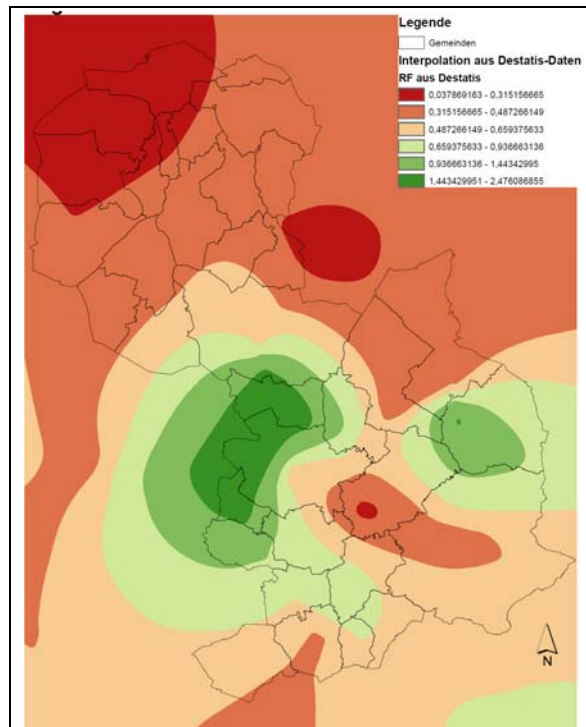 Legende
Gemeinden
Interpolation aus Destatis-Daten
RF aus Destatis
0,037869163 - 0,315156665
0,315156665 - 0,487266149
0,487266149 - 0,659375633
0,659375633 - 0,936663136
0,936663136 - 1,44342995
1,443429951 - 2,476086855
N